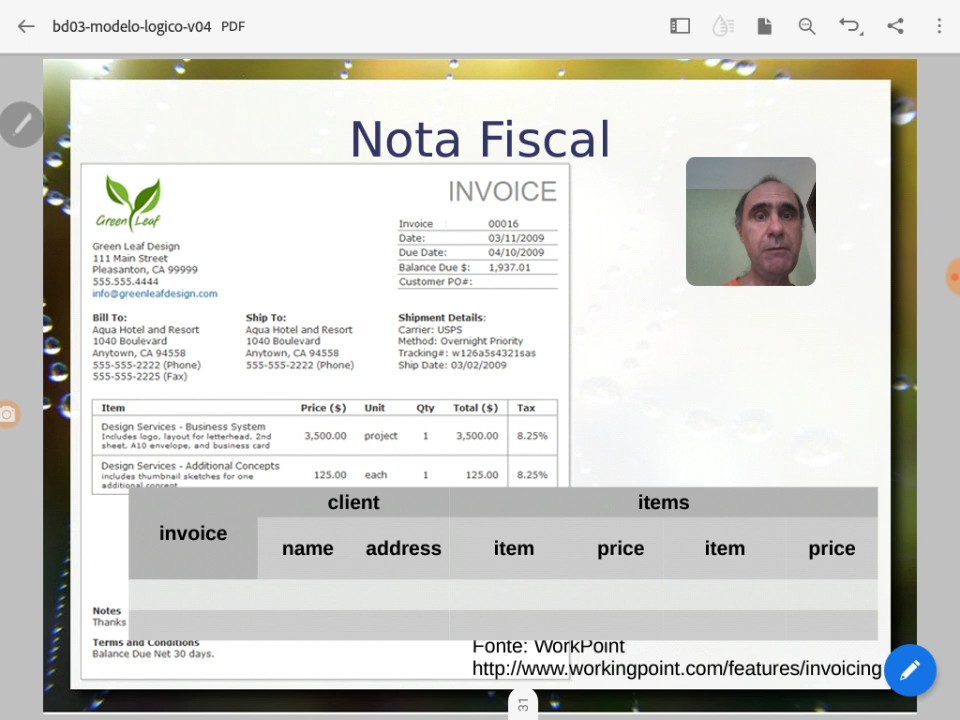 bd03-modelo-logico-v04 PDF
Nota Fiscal
Green Leaf
INVOICE
Invoice 00016
Date: 03/11/2009
Due Date: 04/10/2009
Balance Due $: 1,937.01
Customer PO#:
Green Leaf Design
111 Main Street
Pleasanton, CA 99999
555.555.4444
info@greenleafdesign.com
Bill To:
Aqua Hotel and Resort
1040 Boulevard
Anytown, CA 94558
555-555-2222 (Phone)
555-555-2225 (Fax)
Ship To:
Aqua Hotel and Resort
1040 Boulevard
Anytown, CA 94558
555-555-2222 (Phone)
Shipment Details:
Carrier: USPS
Method: Overnight Priority
Tracking#: w126a5s4321sas
Ship Date: 03/02/2009
Item Price ($) Unit Qty Total ($) Tax
Design Services - Business System
Includes logo, layout for letterhead, 2nd
sheet, A10 envelope, and business card
3,500.00 project 1 3,500.00 8.25%
Design Services - Additional Concepts
includes thumbnail sketches for one
additional concept
125.00 each 1 125.00 8.25%
client items
invoice
name address item price item price
Notes
Thanks
Terms and Conditions
Balance Due Net 30 days.
Fonte: WorkPoint
http://www.workingpoint.com/features/invoicing
31